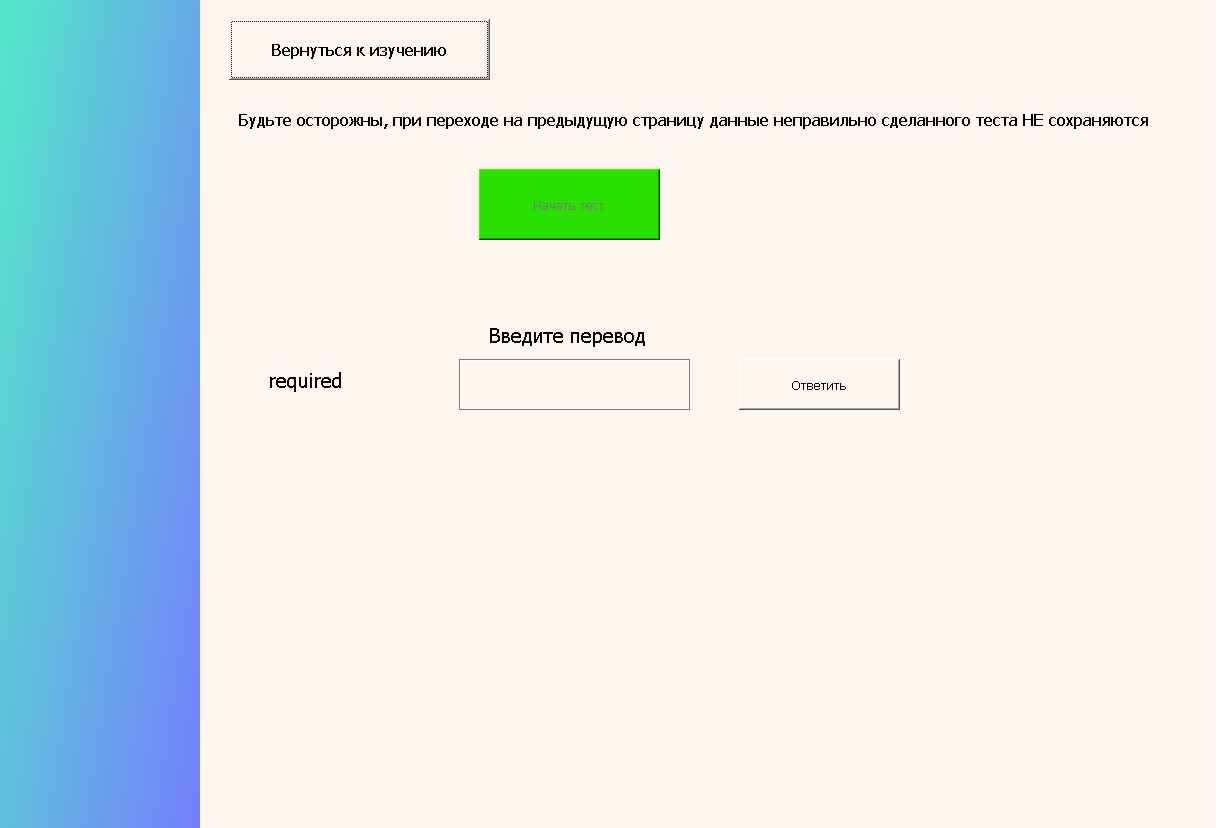 Вернуться к изучению
Будьте осторожны, при переходе на предыдущую страницу данные неправильно сделанного теста НЕ сохраняются
Начать тест
Введите перевод
required
Ответить